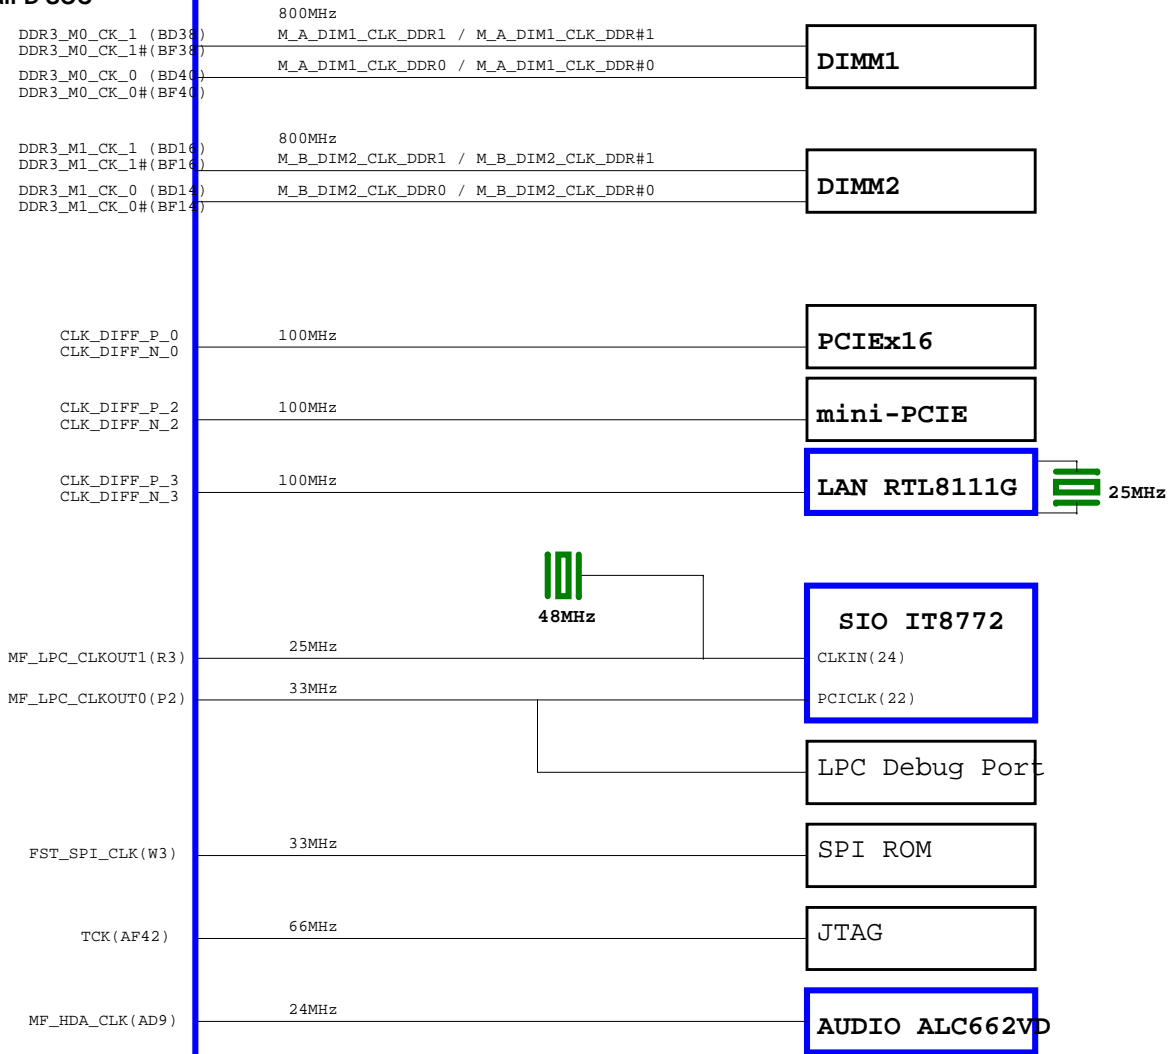 800MHz
DDR3_M0_CK_1 (BD38) M_A_DIM1_CLK_DDR1 / M_A_DIM1_CLK_DDR#1
DDR3_M0_CK_1#(BF38)
DIMM1
M_A_DIM1_CLK_DDR0 / M_A_DIM1_CLK_DDR#0
DDR3_M0_CK_0 (BD40)
DDR3_M0_CK_0#(BF40)
800MHz
DDR3_M1_CK_1 (BD16)
DDR3_M1_CK_1#(BF16) M_B_DIM2_CLK_DDR1 / M_B_DIM2_CLK_DDR#1
DIMM2
DDR3_M1_CK_0 (BD14) M_B_DIM2_CLK_DDR0 / M_B_DIM2_CLK_DDR#0
DDR3_M1_CK_0#(BF14)
CLK_DIFF_P_0 100MHz
CLK_DIFF_N_0
PCIEx16
CLK_DIFF_P_2 100MHz
CLK_DIFF_N_2
mini-PCIE
CLK_DIFF_P_3 100MHz
CLK_DIFF_N_3
LAN RTL8111G
25MHz
48MHz
SIO IT8772
MF_LPC_CLKOUT1(R3) 25MHz CLKIN(24)
MF_LPC_CLKOUT0(P2) 33MHz PCICLK(22)
LPC Debug Port
FST_SPI_CLK(W3) 33MHz SPI ROM
TCK(AF42) 66MHz JTAG
MF_HDA_CLK(AD9) 24MHz AUDIO ALC662VD